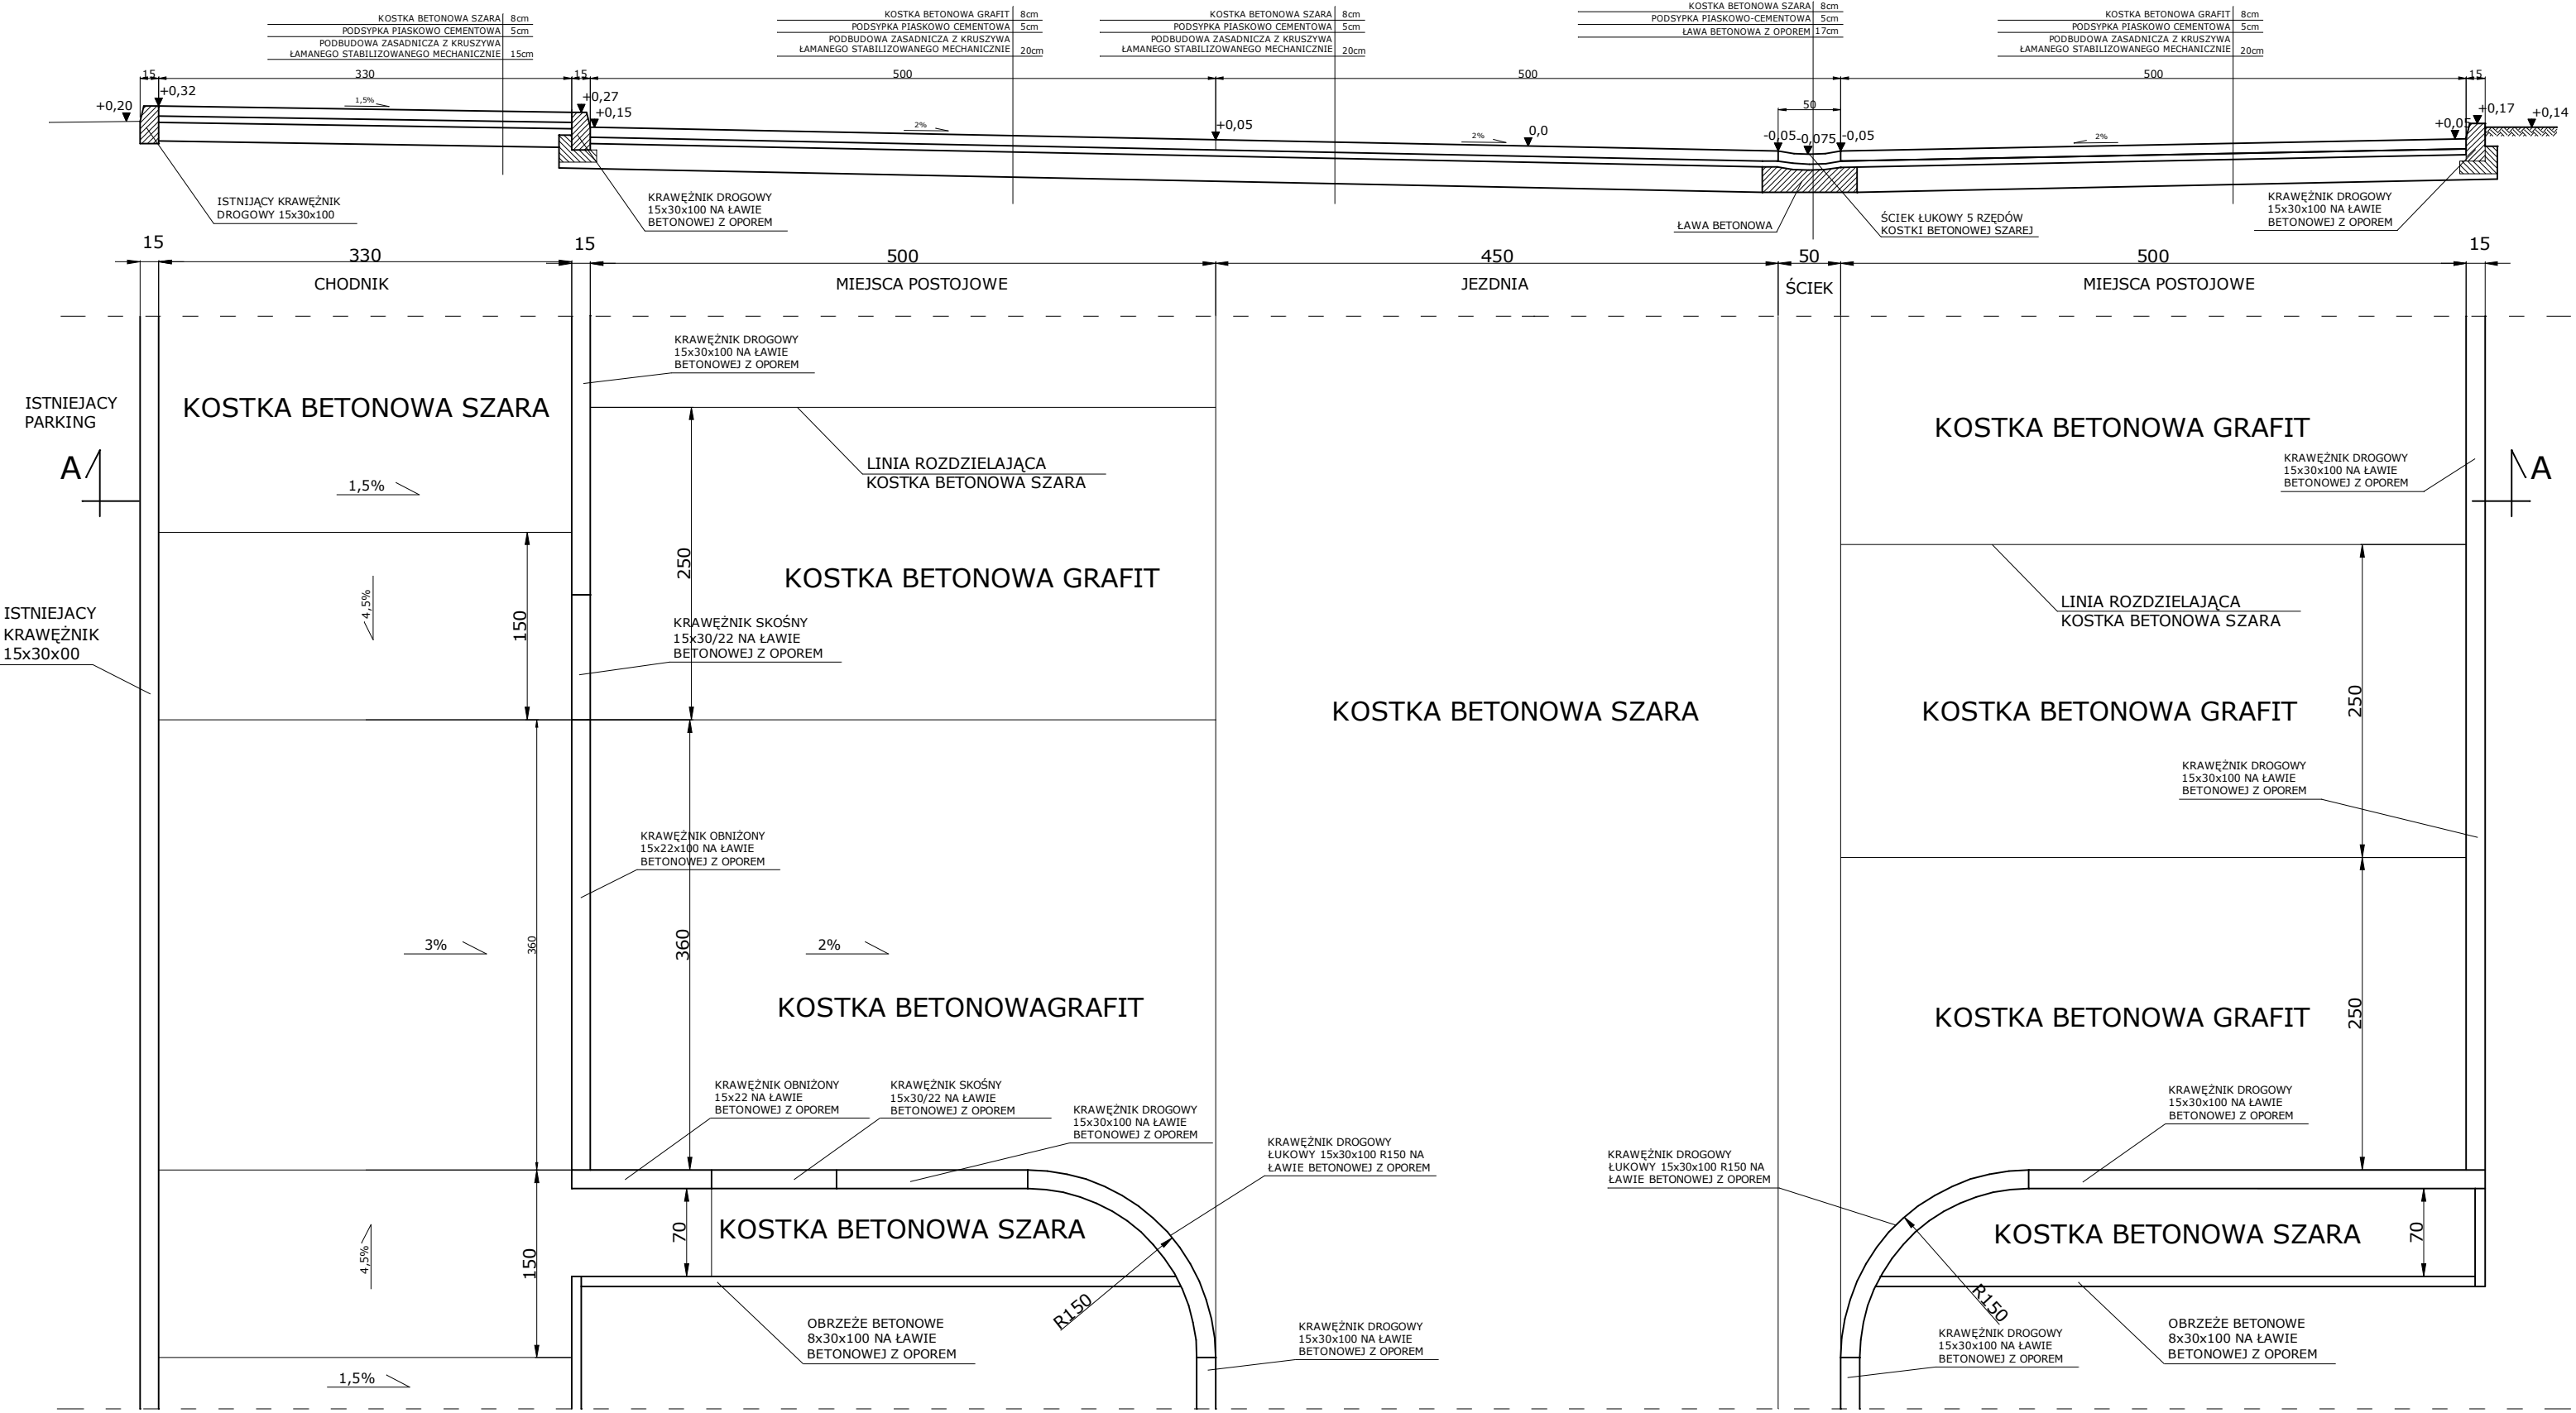 KOSTKA BETONOWA SZARA 8cm
PODSYPKA PIASKOWO CEMENTOWA 5cm
PODBUDOWA ZASADNICZA Z KRUSZYWA
ŁAMANEGO STABILIZOWANEGO MECHANICZNIE 15cm
KOSTKA BETONOWA GRAFIT 8cm
PODSYPKA PIASKOWO CEMENTOWA 5cm
PODBUDOWA ZASADNICZA Z KRUSZYWA
ŁAMANEGO STABILIZOWANEGO MECHANICZNIE 20cm
KOSTKA BETONOWA SZARA 8cm
PODSYPKA PIASKOWO CEMENTOWA 5cm
PODBUDOWA ZASADNICZA Z KRUSZYWA
ŁAMANEGO STABILIZOWANEGO MECHANICZNIE 20cm
KOSTKA BETONOWA SZARA 8cm
PODSYPKA PIASKOWO-CEMENTOWA 5cm
ŁAWA BETONOWA Z OPOREM 17cm
KOSTKA BETONOWA GRAFIT 8cm
PODSYPKA PIASKOWO CEMENTOWA 5cm
PODBUDOWA ZASADNICZA Z KRUSZYWA
ŁAMANEGO STABILIZOWANEGO MECHANICZNIE 20cm
15 330 15 500 500 500 15
+0,20 +0,32 1,5% +0,27 +0,15 2% +0,05 2% 0,0 50 -0,05 -0,075 -0,05 2% +0,05 +0,17 +0,14
ISTNIJĄCY KRAWĘŻNIK
DROGOWY 15x30x100
KRAWĘŻNIK DROGOWY
15x30x100 NA ŁAWIE
BETONOWEJ Z OPOREM
ŁAWA BETONOWA
ŚCIEK ŁUKOWY 5 RZĘDÓW
KOSTKI BETONOWEJ SZAREJ
KRAWĘŻNIK DROGOWY
15x30x100 NA ŁAWIE
BETONOWEJ Z OPOREM
15 330 15 500 450 50 500 15
CHODNIK MIEJSCA POSTOJOWE JEZDNIA ŚCIEK MIEJSCA POSTOJOWE
KRAWĘŻNIK DROGOWY
15x30x100 NA ŁAWIE
BETONOWEJ Z OPOREM
ISTNIEJACY
PARKING
KOSTKA BETONOWA SZARA
KOSTKA BETONOWA GRAFIT
A
A
LINIA ROZDZIELAJĄCA
KOSTKA BETONOWA SZARA
KRAWĘŻNIK DROGOWY
15x30x100 NA ŁAWIE
BETONOWEJ Z OPOREM
1,5%
250
KOSTKA BETONOWA GRAFIT
4,5%
150
ISTNIEJACY
KRAWĘŻNIK
15x30x00
KRAWĘŻNIK SKOŚNY
15x30/22 NA ŁAWIE
BETONOWEJ Z OPOREM
LINIA ROZDZIELAJĄCA
KOSTKA BETONOWA SZARA
KOSTKA BETONOWA SZARA
KOSTKA BETONOWA GRAFIT
250
KRAWĘŻNIK DROGOWY
15x30x100 NA ŁAWIE
BETONOWEJ Z OPOREM
KRAWĘŻNIK OBNIŻONY
15x22x100 NA ŁAWIE
BETONOWEJ Z OPOREM
3%
360
360
2%
KOSTKA BETONOWAGRAFIT
KOSTKA BETONOWA GRAFIT
250
KRAWĘŻNIK OBNIŻONY
15x22 NA ŁAWIE
BETONOWEJ Z OPOREM
KRAWĘŻNIK SKOŚNY
15x30/22 NA ŁAWIE
BETONOWEJ Z OPOREM
KRAWĘŻNIK DROGOWY
15x30x100 NA ŁAWIE
BETONOWEJ Z OPOREM
KRAWĘŻNIK DROGOWY
ŁUKOWY 15x30x100 R150 NA
ŁAWIE BETONOWEJ Z OPOREM
KRAWĘŻNIK DROGOWY
ŁUKOWY 15x30x100 R150 NA
ŁAWIE BETONOWEJ Z OPOREM
KRAWĘŻNIK DROGOWY
15x30x100 NA ŁAWIE
BETONOWEJ Z OPOREM
4,5%
150
70
KOSTKA BETONOWA SZARA
KOSTKA BETONOWA SZARA
70
R150
R150
OBRZEŻE BETONOWE
8x30x100 NA ŁAWIE
BETONOWEJ Z OPOREM
KRAWĘŻNIK DROGOWY
15x30x100 NA ŁAWIE
BETONOWEJ Z OPOREM
KRAWĘŻNIK DROGOWY
15x30x100 NA ŁAWIE
BETONOWEJ Z OPOREM
OBRZEŻE BETONOWE
8x30x100 NA ŁAWIE
BETONOWEJ Z OPOREM
1,5%